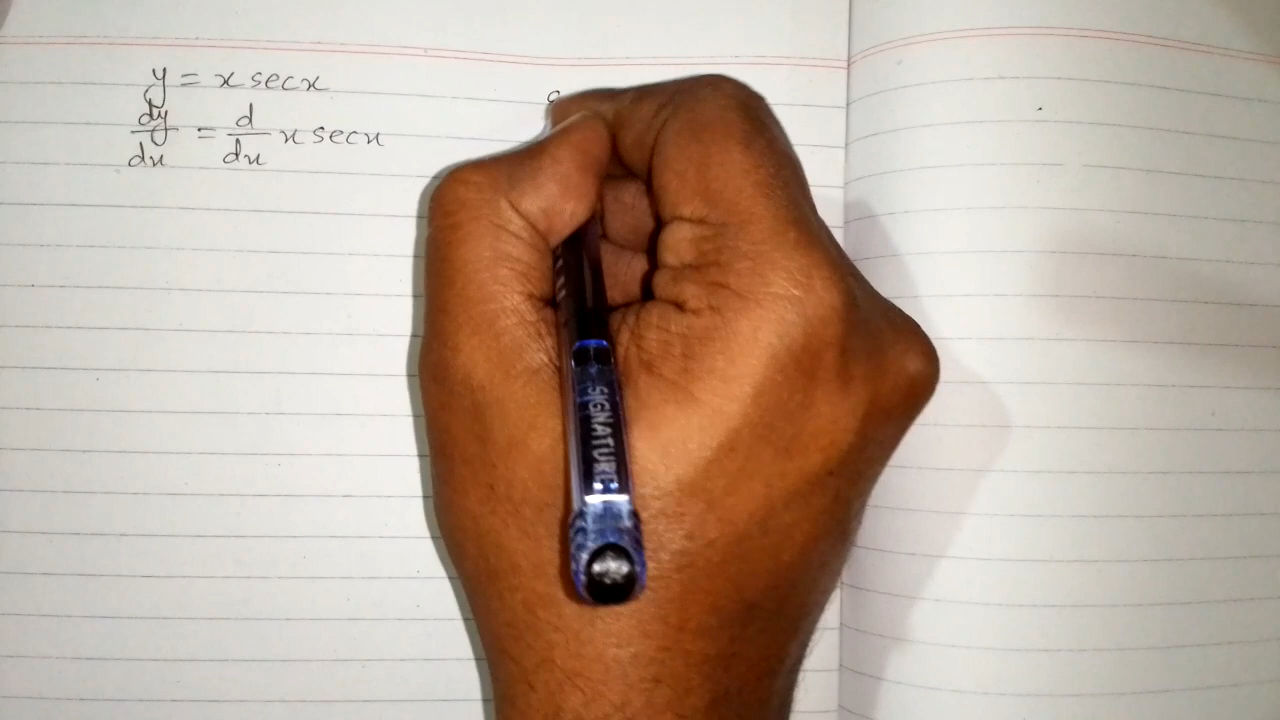 y = x secx
dy/dx = d/dx x secx
SIGNATURE